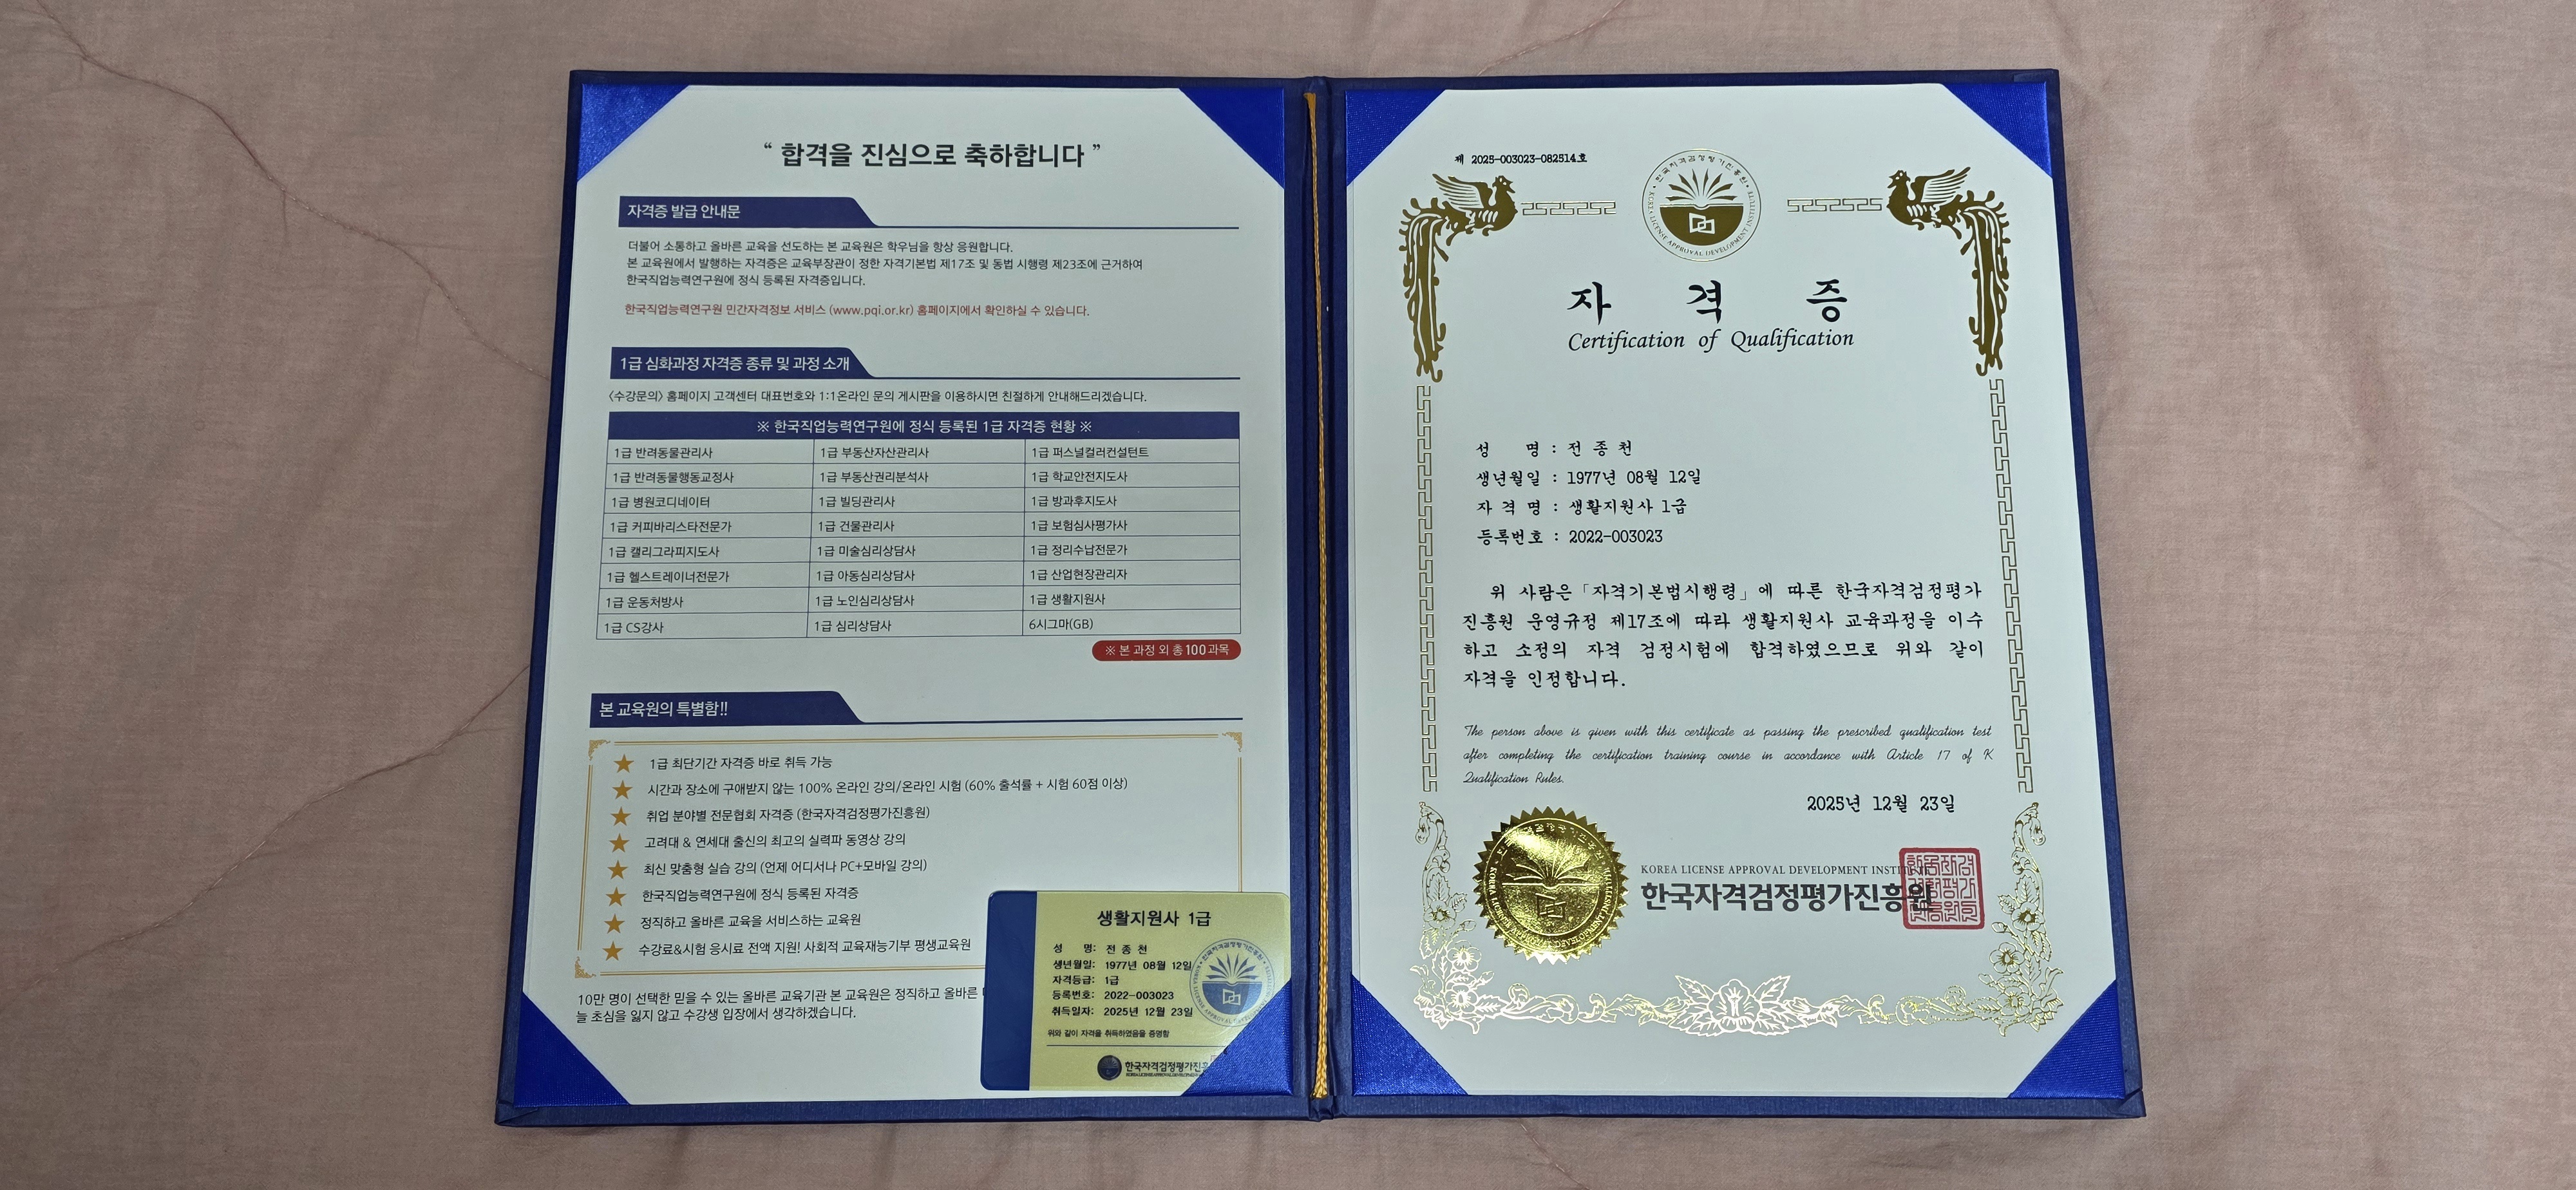 “ 합격을 진심으로 축하합니다 ”
자격증 발급 안내문
더불어 소통하고 올바른 교육을 선도하는 본 교육원은 학우님을 항상 응원합니다.
본 교육원에서 발행하는 자격증은 교육부장관이 정한 자격기본법 제17조 및 동법 시행령 제23조에 근거하여
한국직업능력연구원에 정식 등록된 자격증입니다.
한국직업능력연구원 민간자격정보 서비스 (www.pqi.or.kr) 홈페이지에서 확인하실 수 있습니다.
1급 심화과정 자격증 종류 및 과정 소개
<수강문의> 홈페이지 고객센터 대표번호와 1:1온라인 문의 게시판을 이용하시면 친절하게 안내해드리겠습니다.
※ 한국직업능력연구원에 정식 등록된 1급 자격증 현황 ※
1급 반려동물관리사 1급 부동산자산관리사 1급 퍼스널컬러컨설턴트
1급 반려동물행동교정사 1급 부동산권리분석사 1급 학교안전지도사
1급 병원코디네이터 1급 빌딩관리사 1급 방과후지도사
1급 커피바리스타전문가 1급 건물관리사 1급 보험심사평가사
1급 캘리그라피지도사 1급 미술심리상담사 1급 정리수납전문가
1급 헬스트레이너전문가 1급 아동심리상담사 1급 산업현장관리자
1급 운동처방사 1급 노인심리상담사 1급 생활지원사
1급 CS강사 1급 심리상담사 6시그마(GB)
※ 본 과정 외 총 100과목
본 교육원의 특별함!!
★ 1급 최단기간 자격증 바로 취득 가능
★ 시간과 장소에 구애받지 않는 100% 온라인 강의/온라인 시험 (60% 출석률 + 시험 60점 이상)
★ 취업 분야별 전문협회 자격증 (한국자격검정평가진흥원)
★ 고려대 & 연세대 출신의 최고의 실력파 동영상 강의
★ 최신 맞춤형 실습 강의 (언제 어디서나 PC+모바일 강의)
★ 한국직업능력연구원에 정식 등록된 자격증
★ 정직하고 올바른 교육을 서비스하는 교육원
★ 수강료&시험 응시료 전액 지원! 사회적 교육재능기부 평생교육원
10만 명이 선택한 믿을 수 있는 올바른 교육기관 본 교육원은 정직하고 올바른
늘 초심을 잃지 않고 수강생 입장에서 생각하겠습니다.
생활지원사 1급
성 명: 전 종 천
생년월일: 1977년 08월 12일
자격등급: 1급
등록번호: 2022-003023
취득일자: 2025년 12월 23일
위와 같이 자격을 취득하였음을 증명함
한국자격검정평가진흥
제 2025-003023-082514호
한국자격검정평가진흥원
KOREA LICENSE APPROVAL DEVELOPMENT INSTITUTE
자 격 증
Certification of Qualification
성 명 : 전 종 천
생년월일 : 1977년 08월 12일
자 격 명 : 생활지원사 1급
등록번호 : 2022-003023
위 사람은「자격기본법시행령」에 따른 한국자격검정평가
진흥원 운영규정 제17조에 따라 생활지원사 교육과정을 이수
하고 소정의 자격 검정시험에 합격하였으므로 위와 같이
자격을 인정합니다.
The person above is given with this certificate as passing the prescribed qualification test
after completing the certification training course in accordance with Article 17 of K
Qualification Rules.
2025년 12월 23일
KOREA LICENSE APPROVAL DEVELOPMENT
한국자격검정평가진흥원